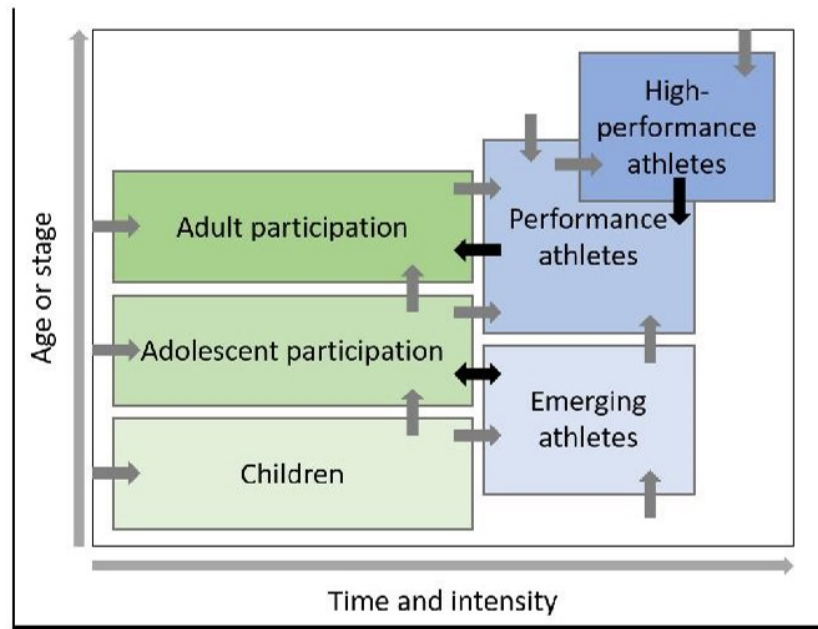 High-
performance
athletes
Performance
athletes
Adult participation
Adolescent participation
Emerging
athletes
Children
Age or stage
Time and intensity